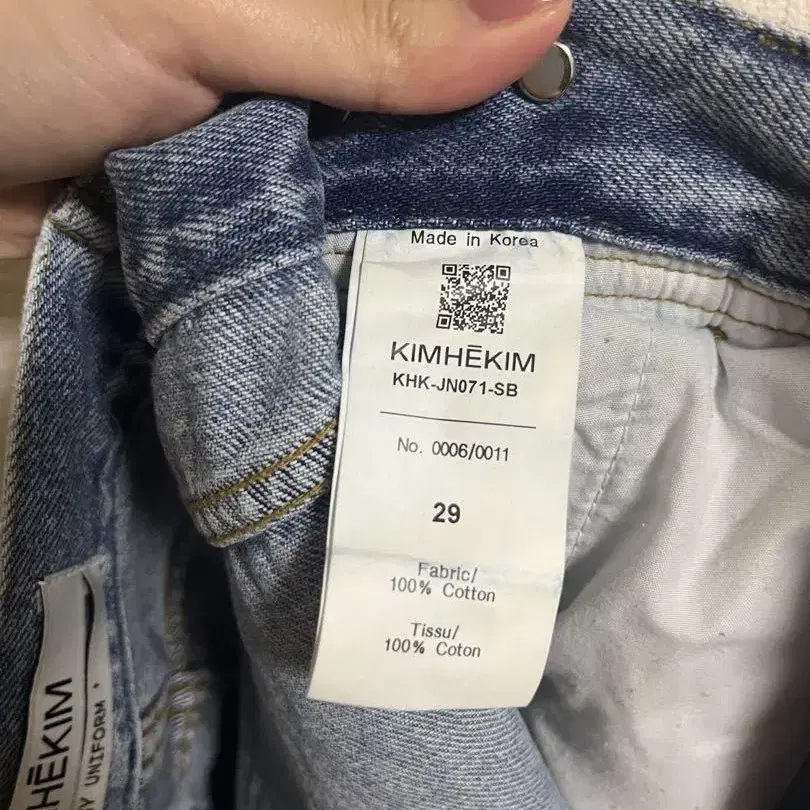 Made in Korea
KIMHĒKIM
KHK-JN071-SB
No. 0006/0011
29
Fabric/
100% Cotton
Tissu/
100% Coton
HĒKIM
UNIFORM '